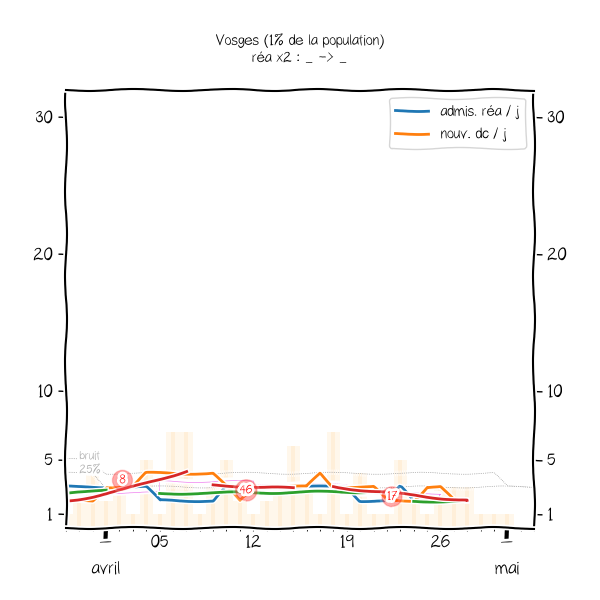 Vosges (1% de la population)
réa x2 : _ -> _
admis. réa / j
nouv. dc / j
30
30
20
20
10
10
5
5
1
1
bruit
25%
8
46
17
05
12
19
26
avril
mai